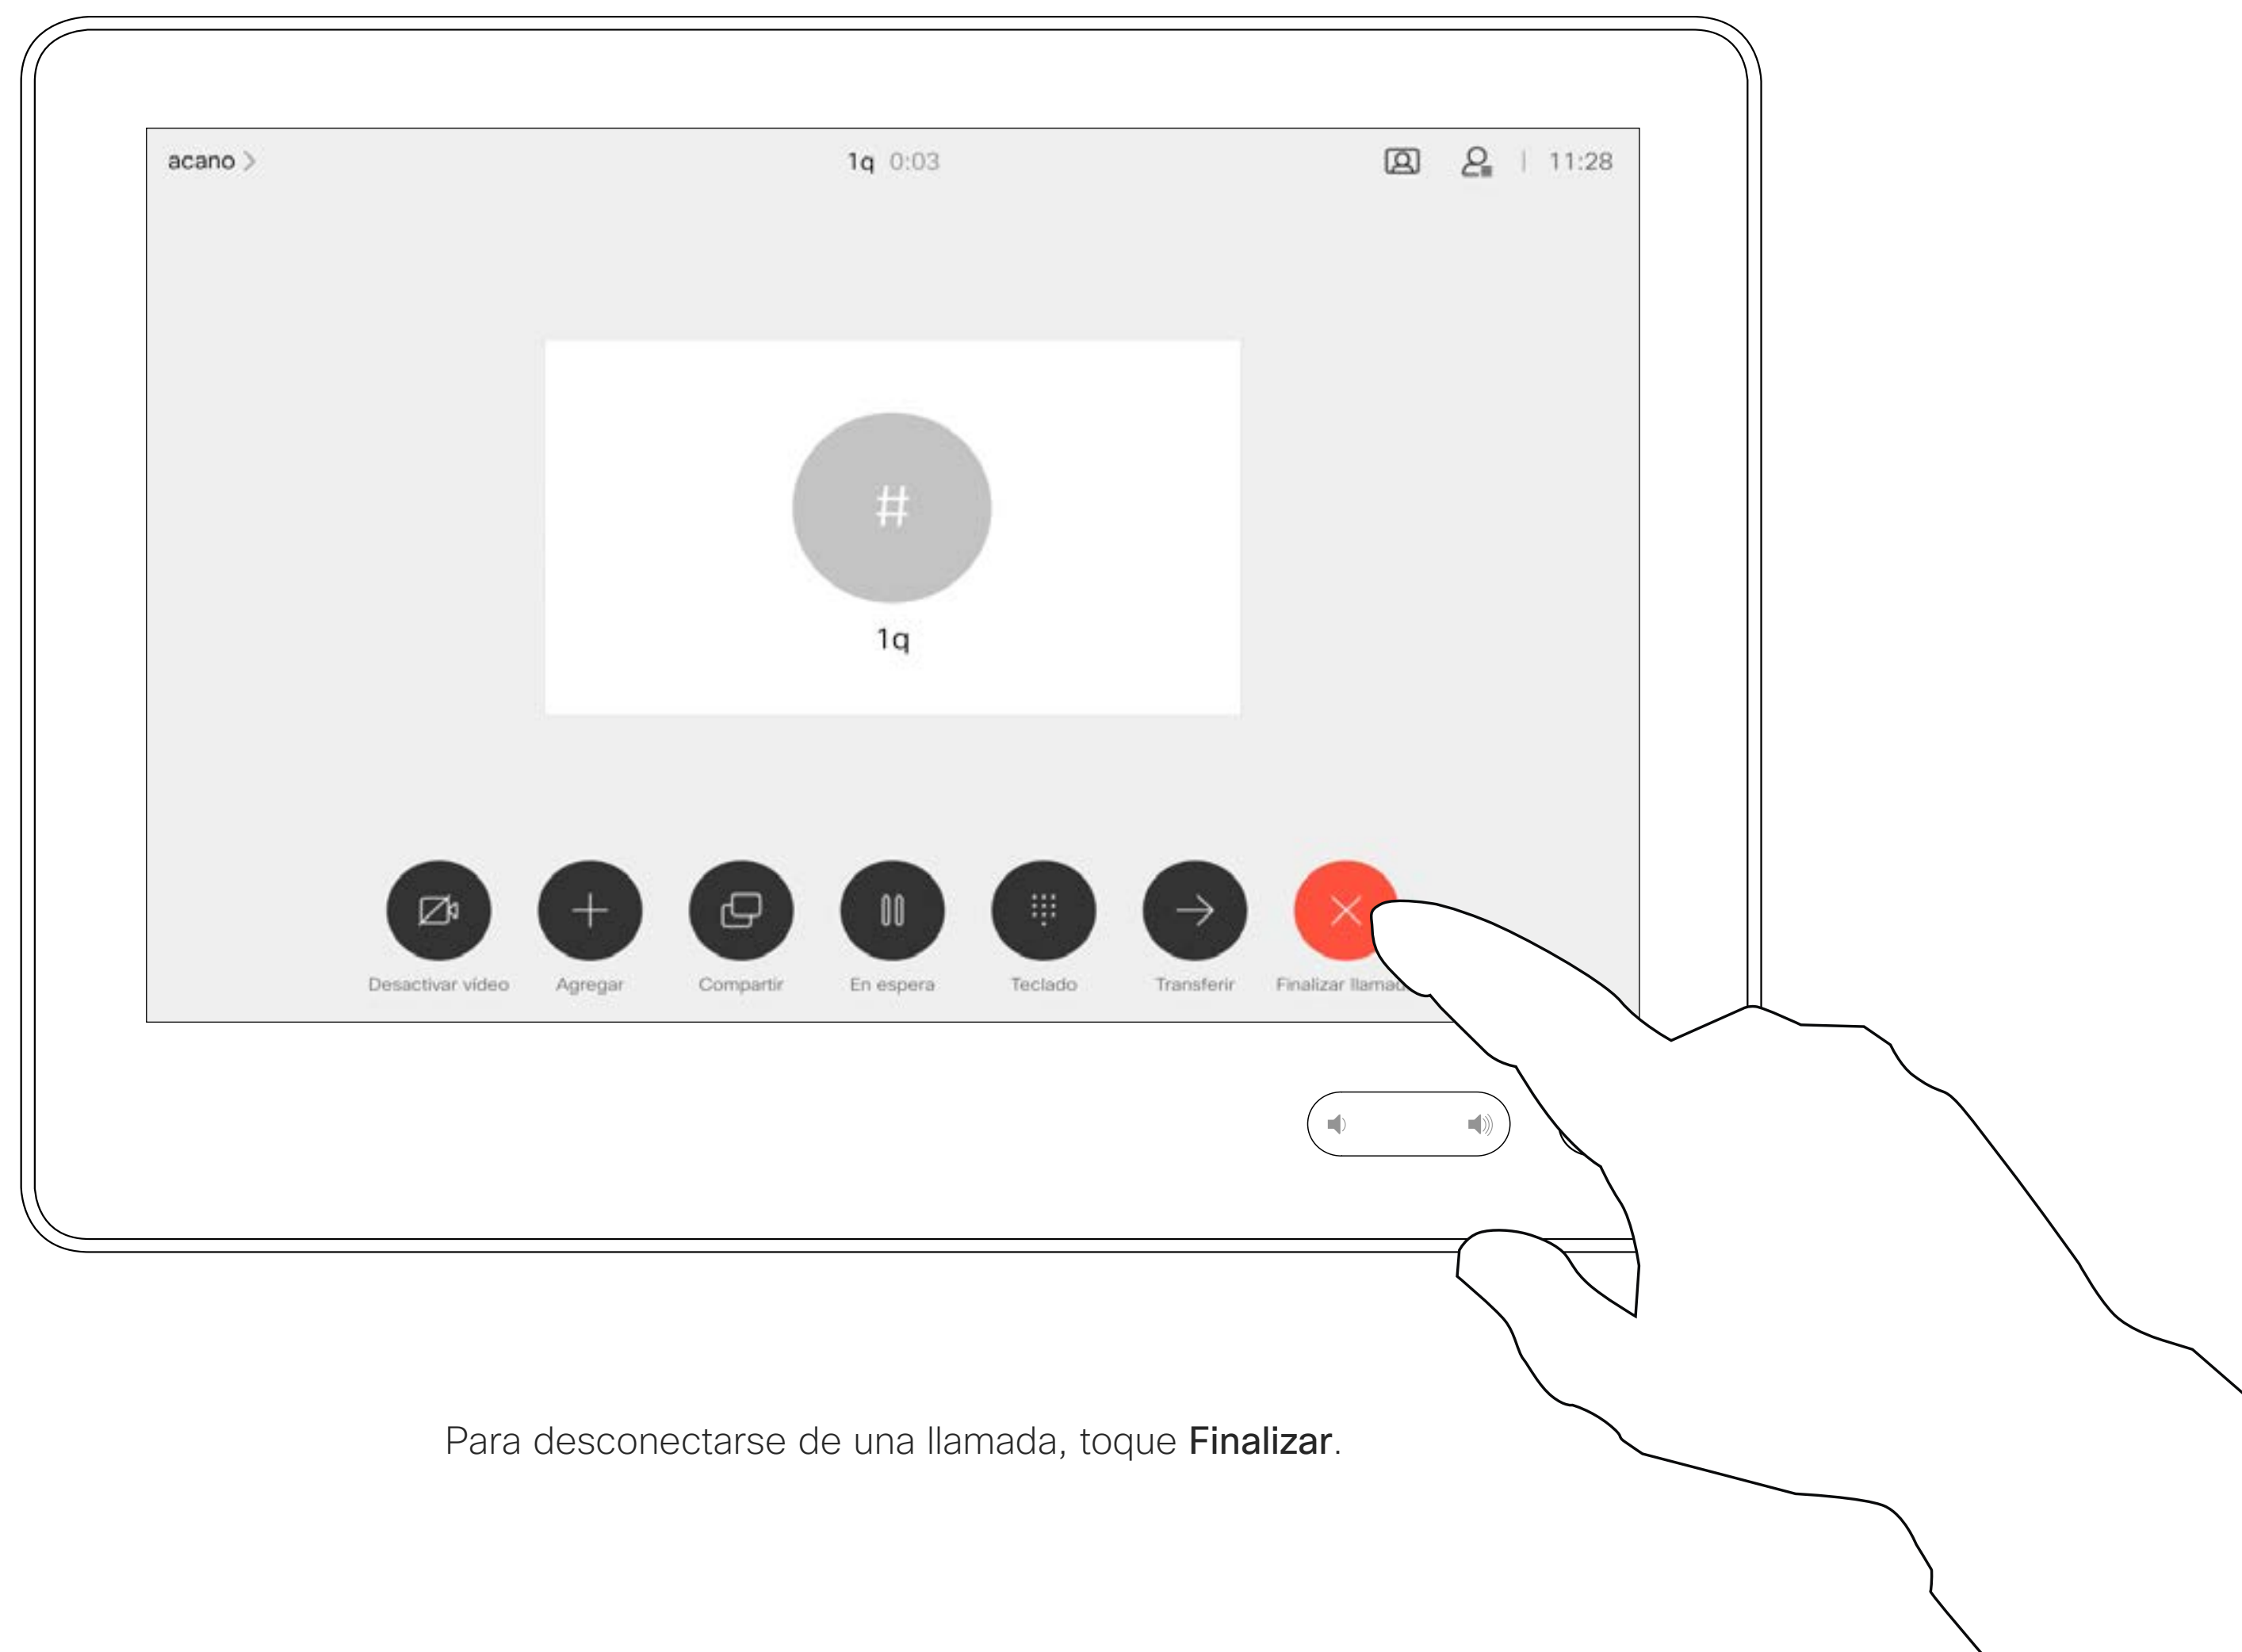 acano
1q 0:03
11:28
#
1q
Desactivar vídeo
Agregar
Compartir
En espera
Teclado
Transferir
Finalizar
Para desconectarse de una llamada, toque Finalizar.